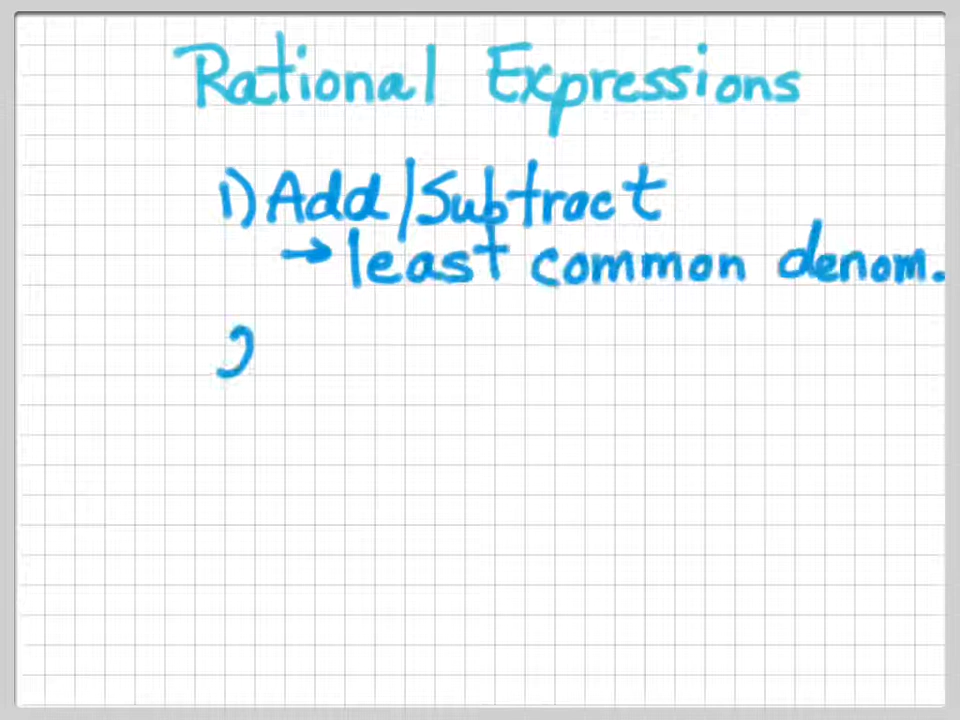 Rational Expressions
1) Add/Subtract
→ least common denom.